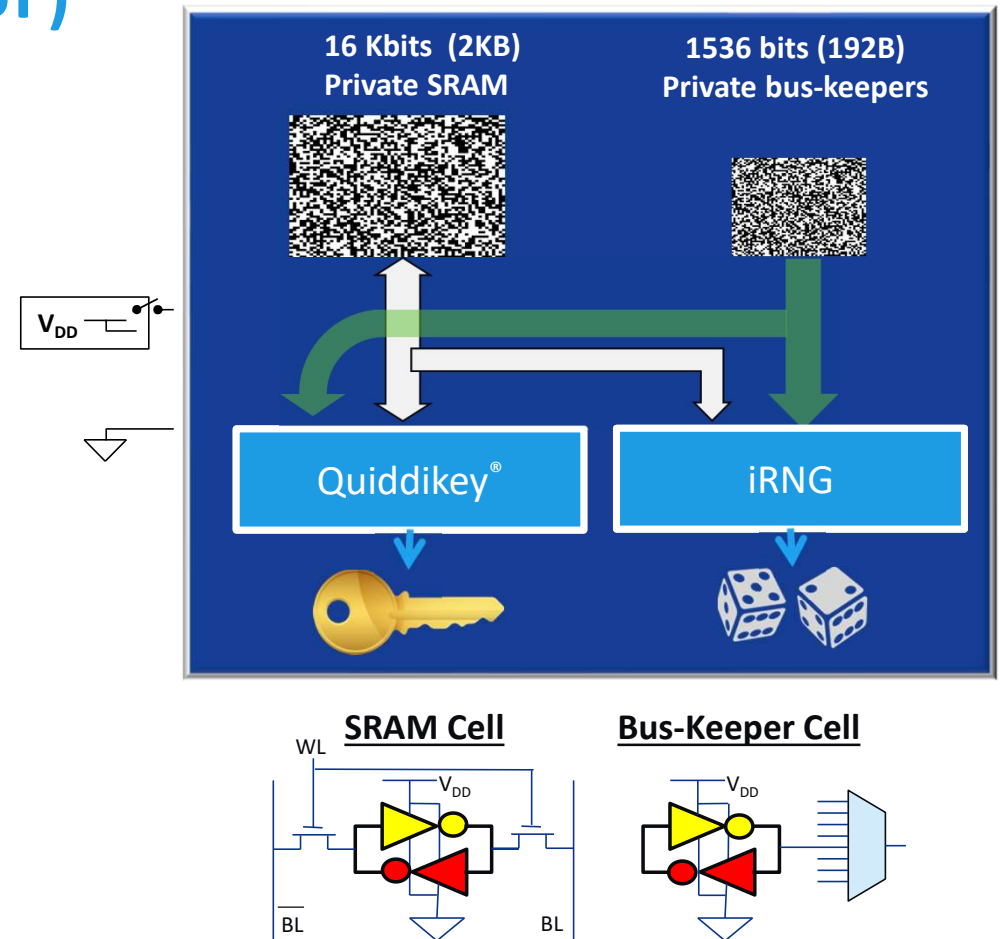 16 Kbits (2KB)
Private SRAM
1536 bits (192B)
Private bus-keepers
VDD
Quiddikey®
iRNG
SRAM Cell
Bus-Keeper Cell
WL
VDD
VDD
BL
BL